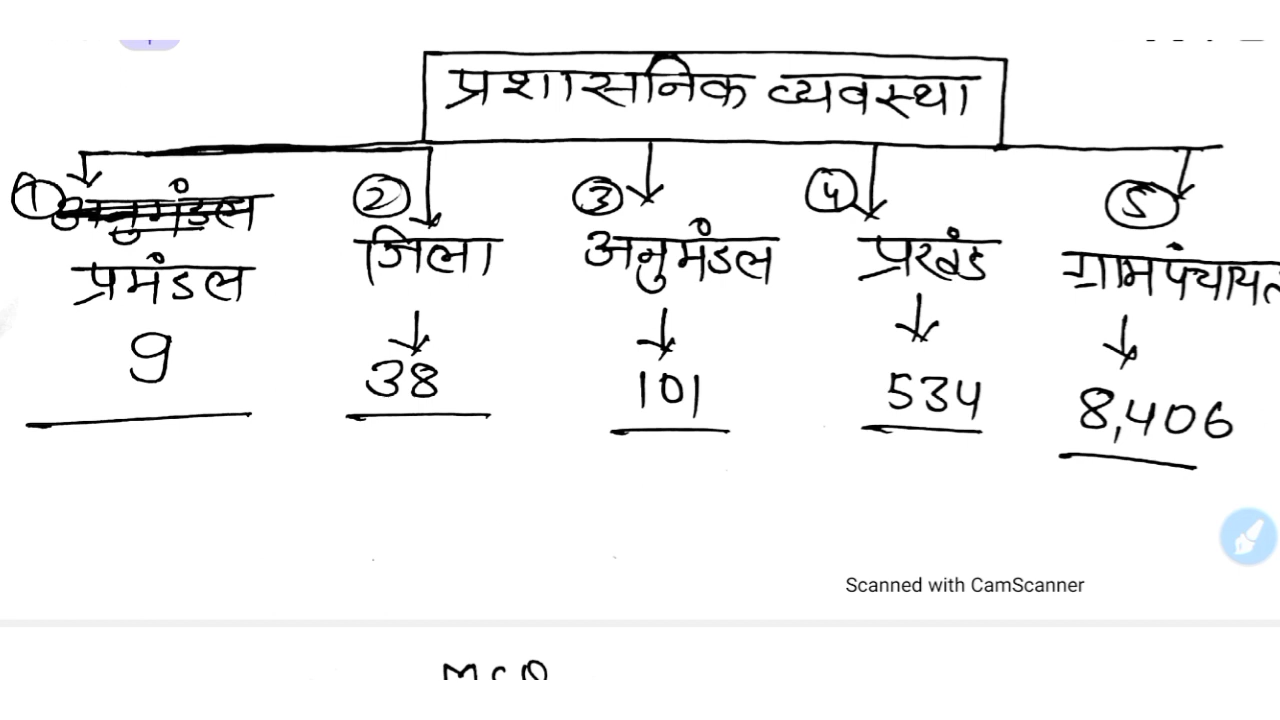 प्रशासनिक व्यवस्था
① अनुमंडल
प्रमंडल
9
② जिला
38
③ अनुमंडल
101
④ प्रखंड
534
⑤ ग्राम पंचायत
8,406
Scanned with CamScanner
MCQ